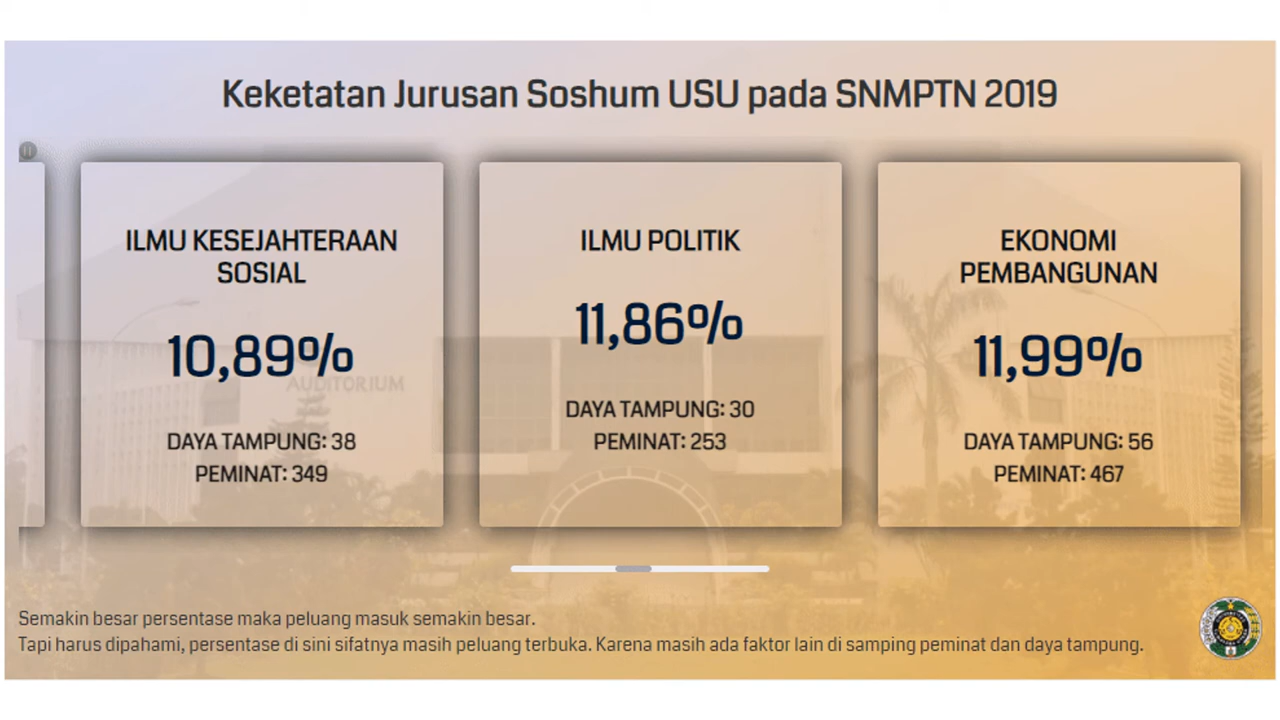 Keketatan Jurusan Soshum USU pada SNMPTN 2019
ILMU KESEJAHTERAAN
SOSIAL
10,89%
AUDITORIUM
DAYA TAMPUNG: 38
PEMINAT: 349
ILMU POLITIK
11,86%
DAYA TAMPUNG: 30
PEMINAT: 253
EKONOMI
PEMBANGUNAN
11,99%
DAYA TAMPUNG: 56
PEMINAT: 467
Semakin besar persentase maka peluang masuk semakin besar.
Tapi harus dipahami, persentase di sini sifatnya masih peluang terbuka. Karena masih ada faktor lain di samping peminat dan daya tampung.